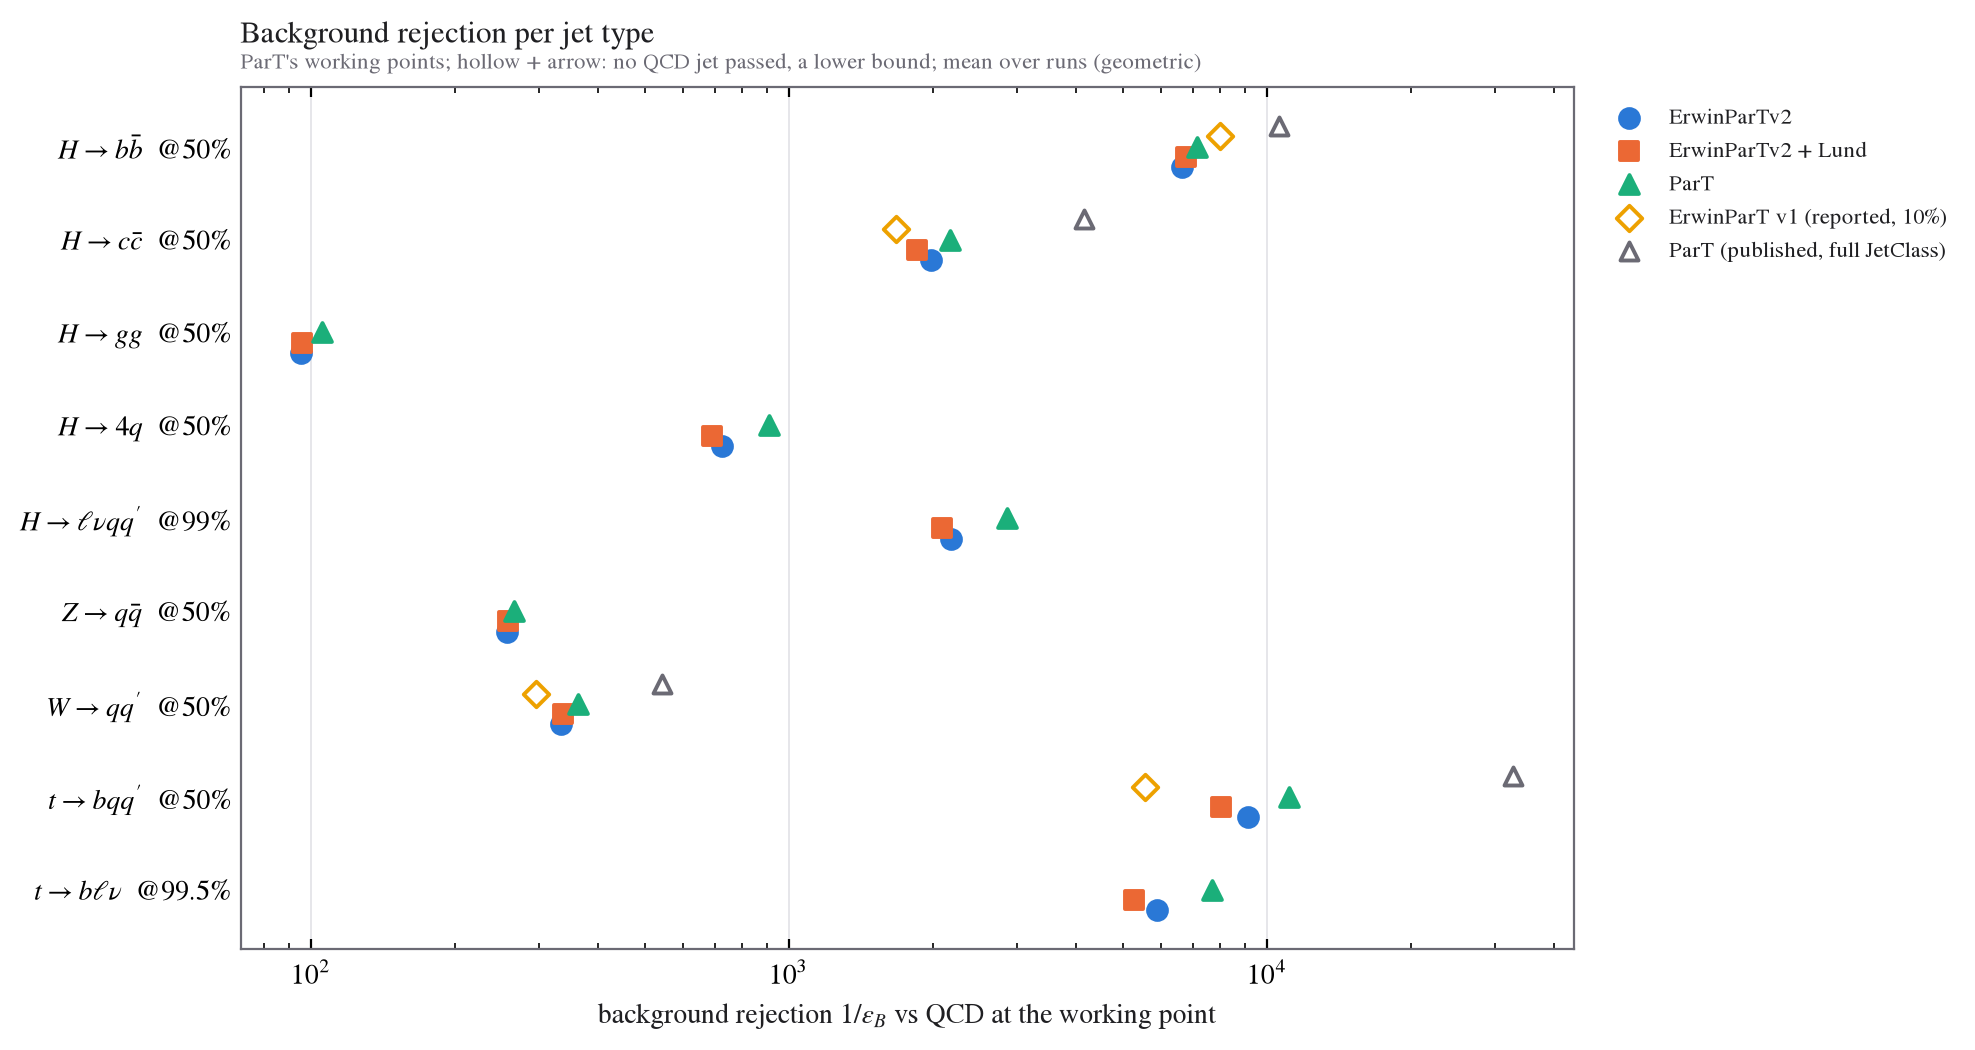 Background rejection per jet type
ParT's working points; hollow + arrow: no QCD jet passed, a lower bound; mean over runs (geometric)
H → bb̄ @50%
H → cc̄ @50%
H → gg @50%
H → 4q @50%
H → ℓνqq′ @99%
Z → qq̄ @50%
W → qq′ @50%
t → bqq′ @50%
t → bℓν @99.5%
10² 10³ 10⁴
background rejection 1/ε_B vs QCD at the working point
ErwinParTv2
ErwinParTv2 + Lund
ParT
ErwinParT v1 (reported, 10%)
ParT (published, full JetClass)